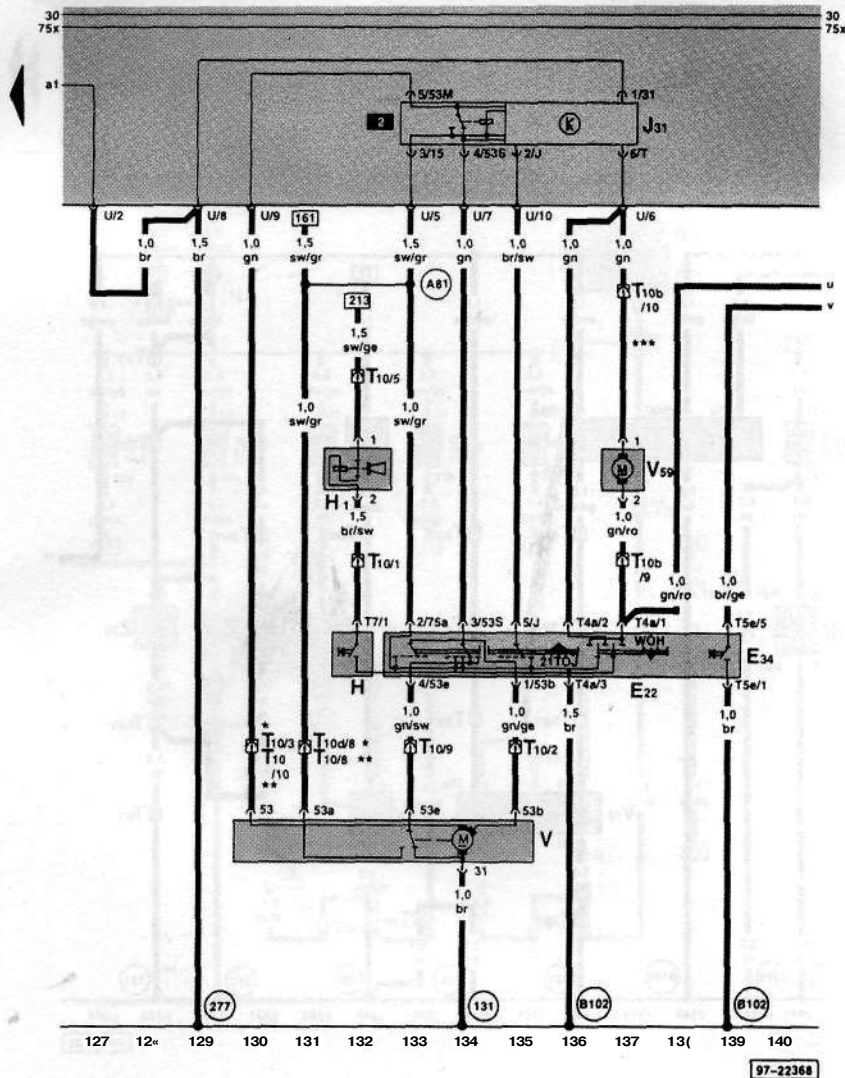 30 30
75x 75x
a1
5/53M 1/31
2 K J31
3/15 4/53S 2/J 6/T
U/2 U/8 U/9 161 U/5 U/7 U/10 U/6
1,0 1,5 1,0 1,5 1,5 1,0 1,0 1,0 1,0
br br gn sw/gr sw/gr gn br/sw gn gn
A81
213
T10b
/10
u
v
1,5
sw/ge
***
T10/5
1,0 1,0
sw/gr sw/gr
1 1
M V59
H1 2 2
1,5 1,0
br/sw gn/ro
T10/1 T10b
/9
1,0 1,0
gn/ro br/ge
T7/1 2/75a 3/53S 5/J T4a/2 T4a/1 T5e/5
WOH
21TOJ E34
H 4/53e 1/53b T4a/3 E22 T5e/1
1,0 1,0 1,5 1,0
gn/sw gn/ge br br
*
T10/3 T10d/8 * T10/9 T10/2
T10 T10/8 **
/10
**
53 53a 53e 53b
M V
31
1,0
br
277 131 B102 B102
127 12« 129 130 131 132 133 134 135 136 137 13( 139 140
97-22368